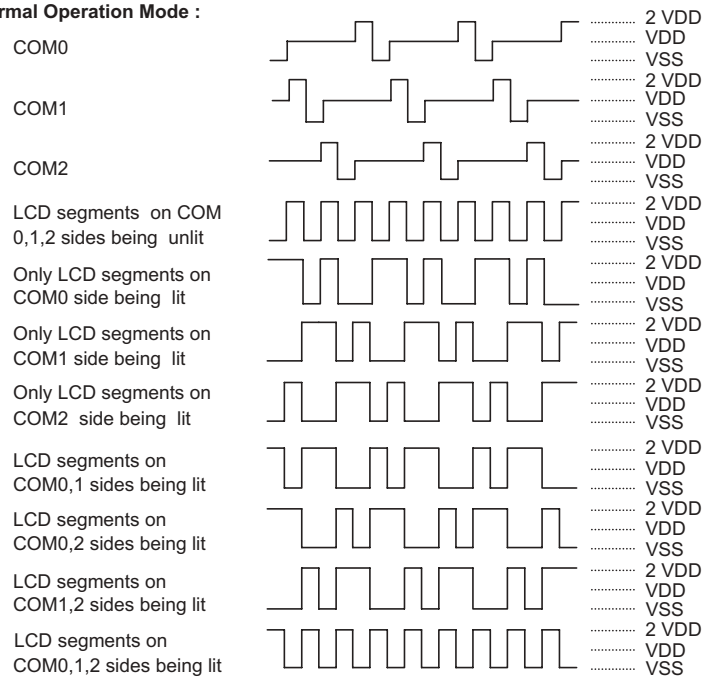 rmal Operation Mode :
2 VDD
COM0
VDD
VSS
2 VDD
COM1
VDD
VSS
2 VDD
COM2
VDD
VSS
LCD segments on COM
0,1,2 sides being unlit
2 VDD
VDD
VSS
Only LCD segments on
COM0 side being lit
2 VDD
VDD
VSS
Only LCD segments on
COM1 side being lit
2 VDD
VDD
VSS
Only LCD segments on
COM2 side being lit
2 VDD
VDD
VSS
LCD segments on
COM0,1 sides being lit
2 VDD
VDD
VSS
LCD segments on
COM0,2 sides being lit
2 VDD
VDD
VSS
LCD segments on
COM1,2 sides being lit
2 VDD
VDD
VSS
LCD segments on
COM0,1,2 sides being lit
2 VDD
VDD
VSS